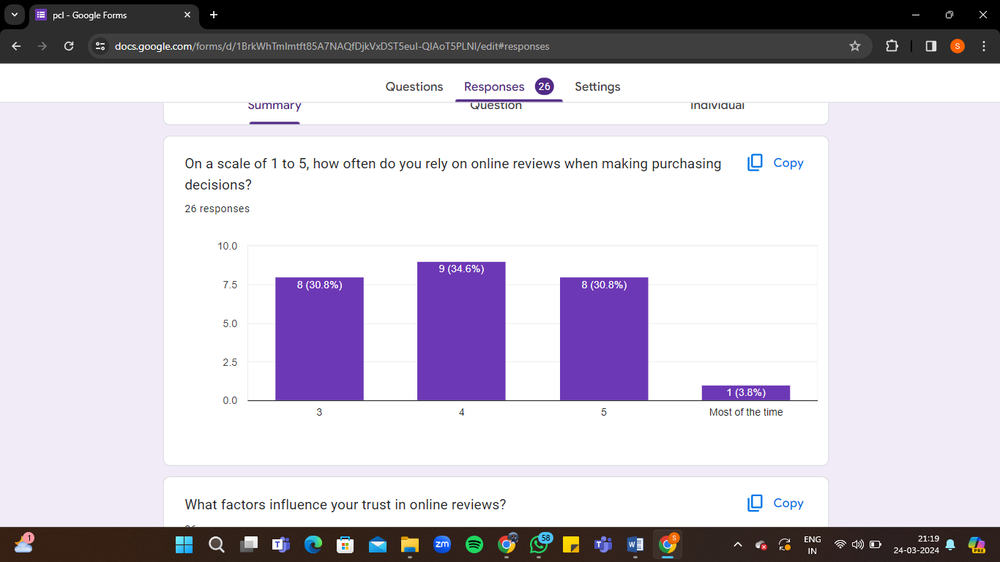 pcl - Google Forms
docs.google.com/forms/d/1BrkWhTmImtft85A7NAQfDjkVxDST5euI-QIAoT5PLNI/edit#responses
S
Questions
Responses 26
Settings
Summary
Question
Individual
On a scale of 1 to 5, how often do you rely on online reviews when making purchasing
decisions?
Copy
26 responses
10.0
7.5
5.0
2.5
0.0
8 (30.8%)
9 (34.6%)
8 (30.8%)
1 (3.8%)
3
4
5
Most of the time
What factors influence your trust in online reviews?
Copy
1
zm
58
S
ENG
IN
21:19
24-03-2024
PRE